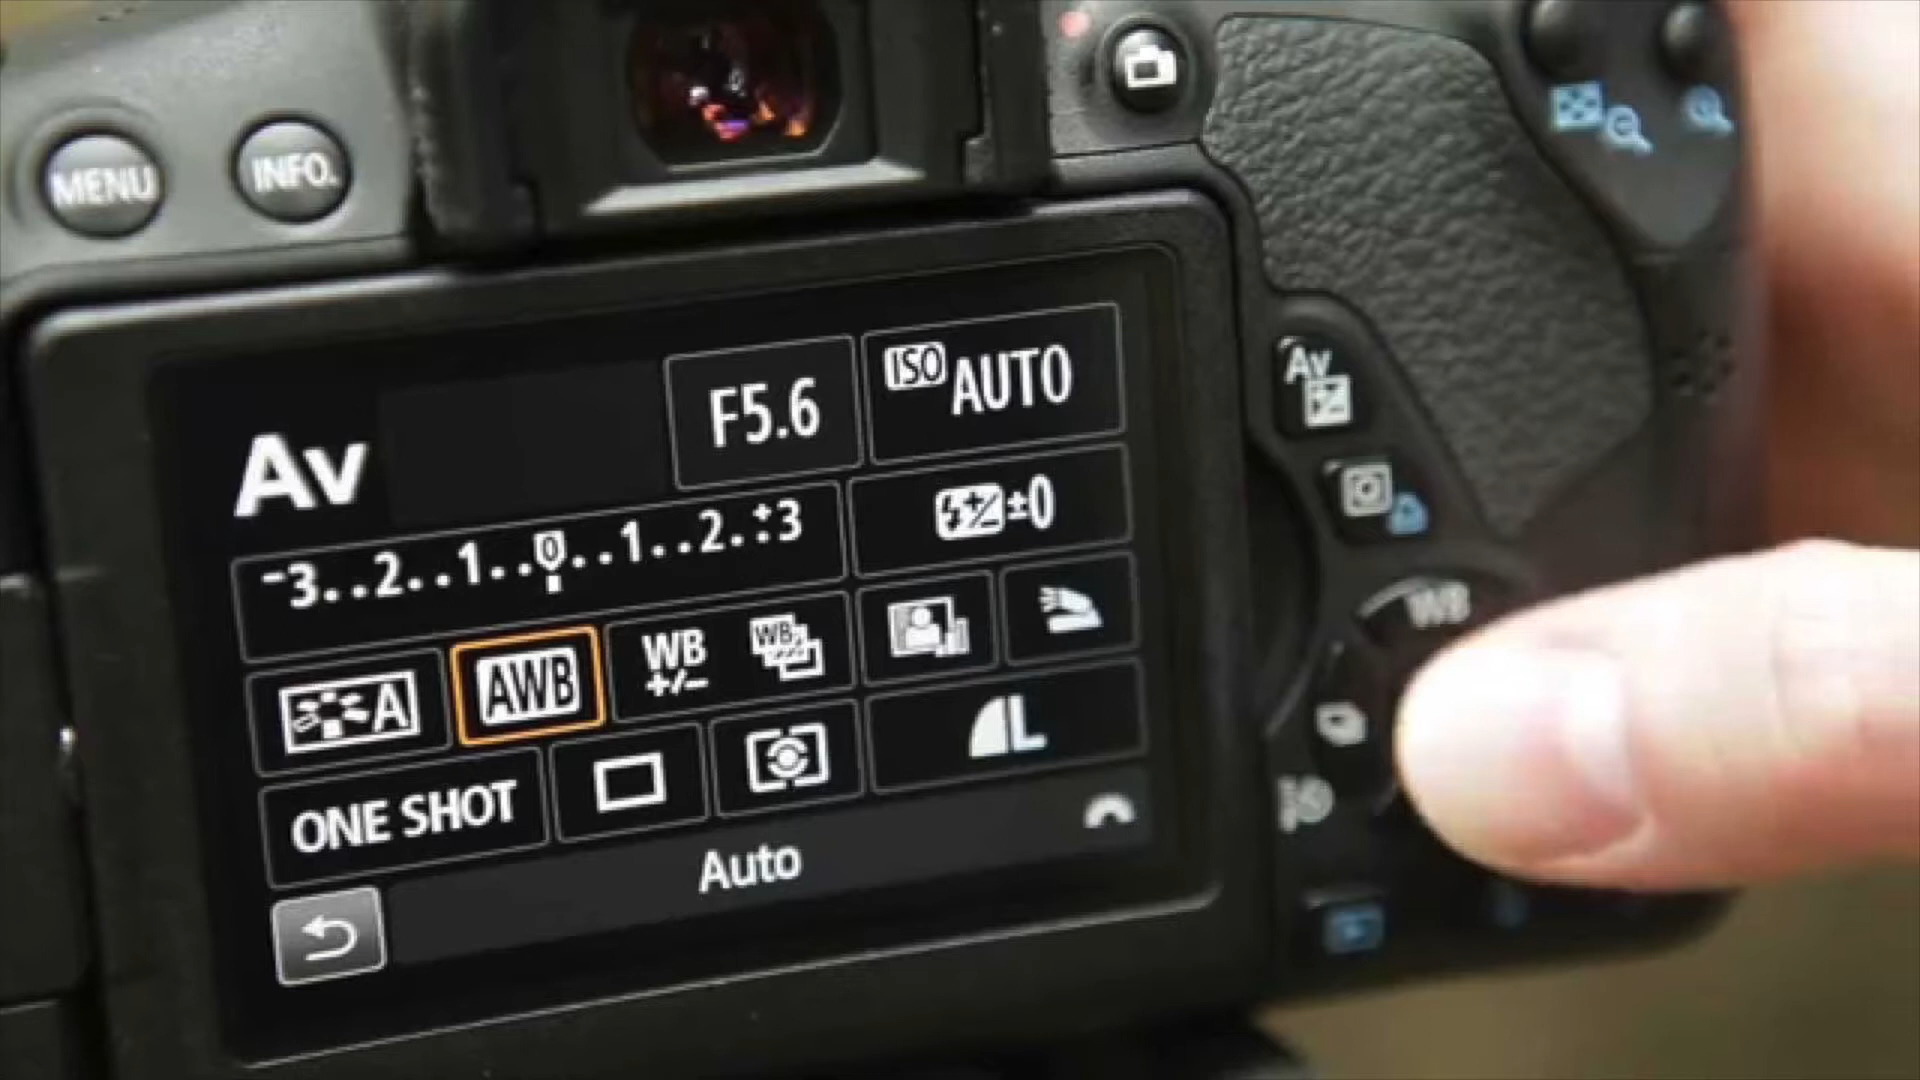 MENU INFO.
Av F5.6 ISO AUTO
-3..2..1..0..1..2.:+3 ±0
A AWB WB +/- WB
ONE SHOT L
Auto
Av
WB